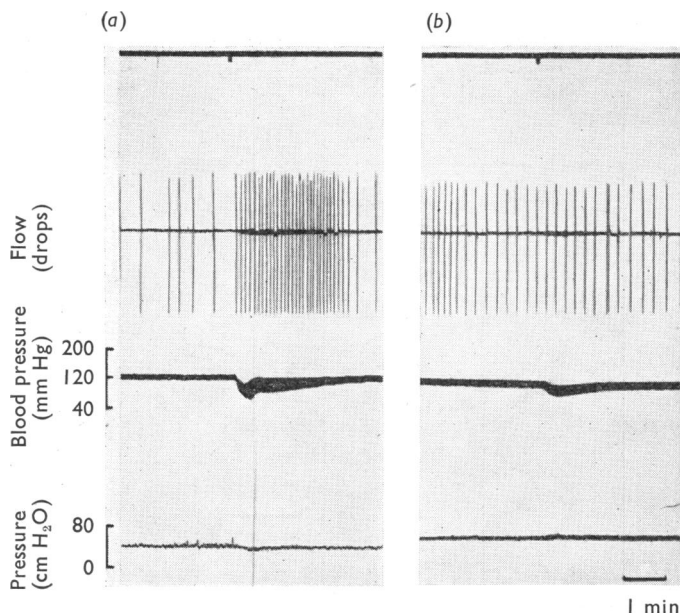 (a)
(b)
Flow
(drops)
Blood pressure
(mm Hg)
200
120
40
Pressure
(cm H₂O)
80
0
1 min